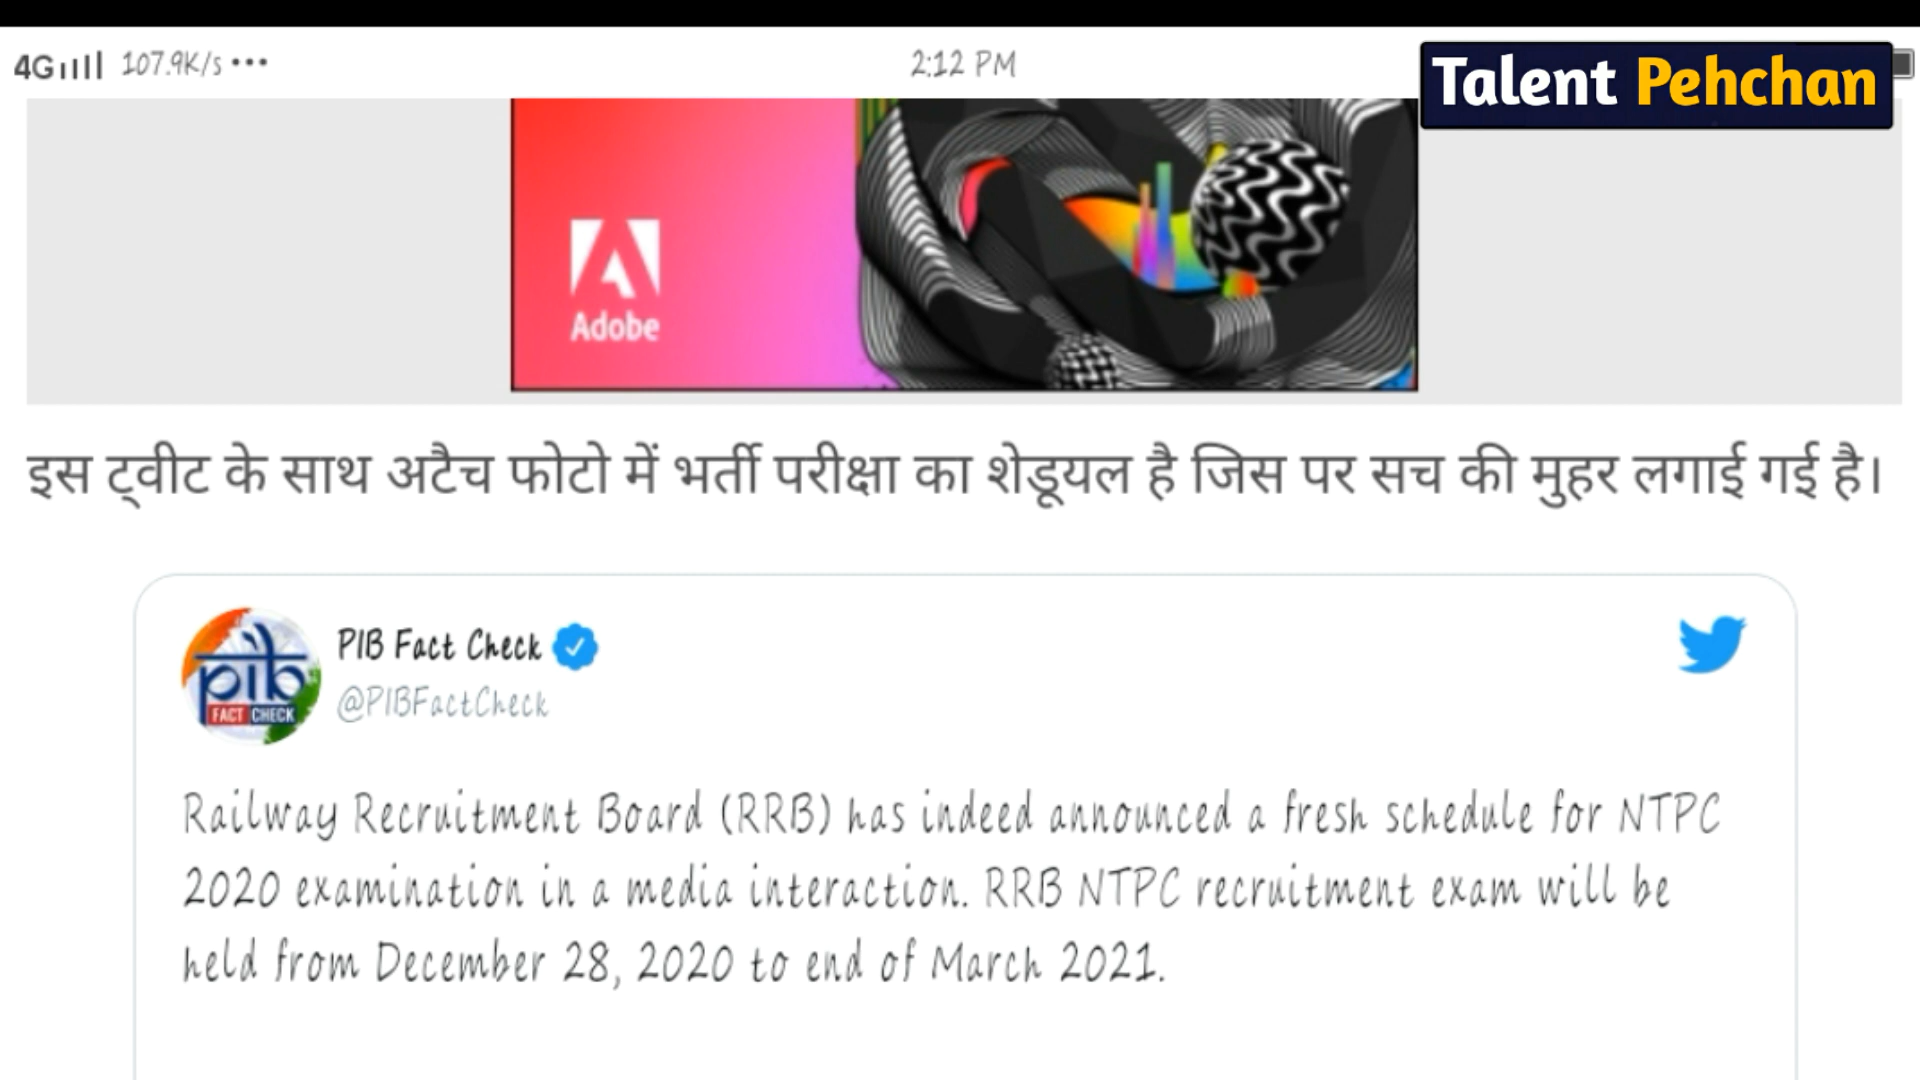 4G 107.9K/s ••• 2:12 PM
Talent Pehchan
Adobe
इस ट्वीट के साथ अटैच फोटो में भर्ती परीक्षा का शेडूयल है जिस पर सच की मुहर लगाई गई है।
PIB Fact Check
@PIBFactCheck
pib
FACT CHECK
Railway Recruitment Board (RRB) has indeed announced a fresh schedule for NTPC
2020 examination in a media interaction. RRB NTPC recruitment exam will be
held from December 28, 2020 to end of March 2021.